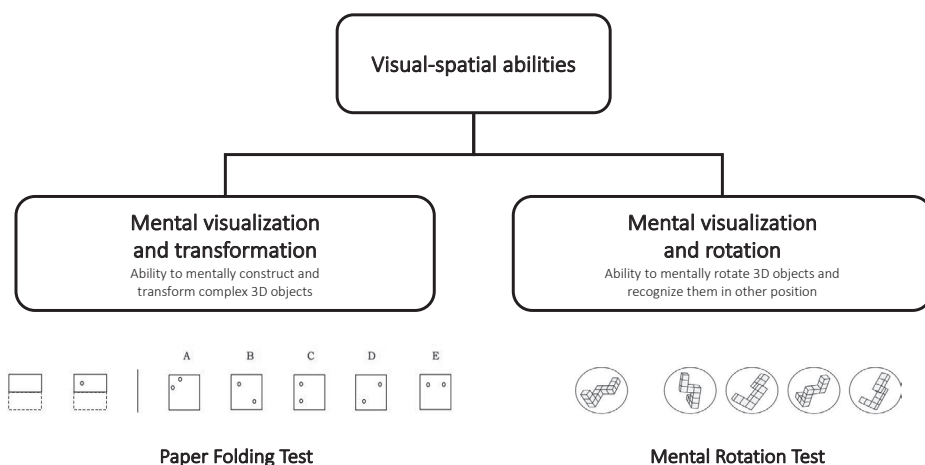 Visual-spatial abilities
Mental visualization
and transformation
Ability to mentally construct and
transform complex 3D objects
Mental visualization
and rotation
Ability to mentally rotate 3D objects and
recognize them in other position
A B C D E
Paper Folding Test
Mental Rotation Test